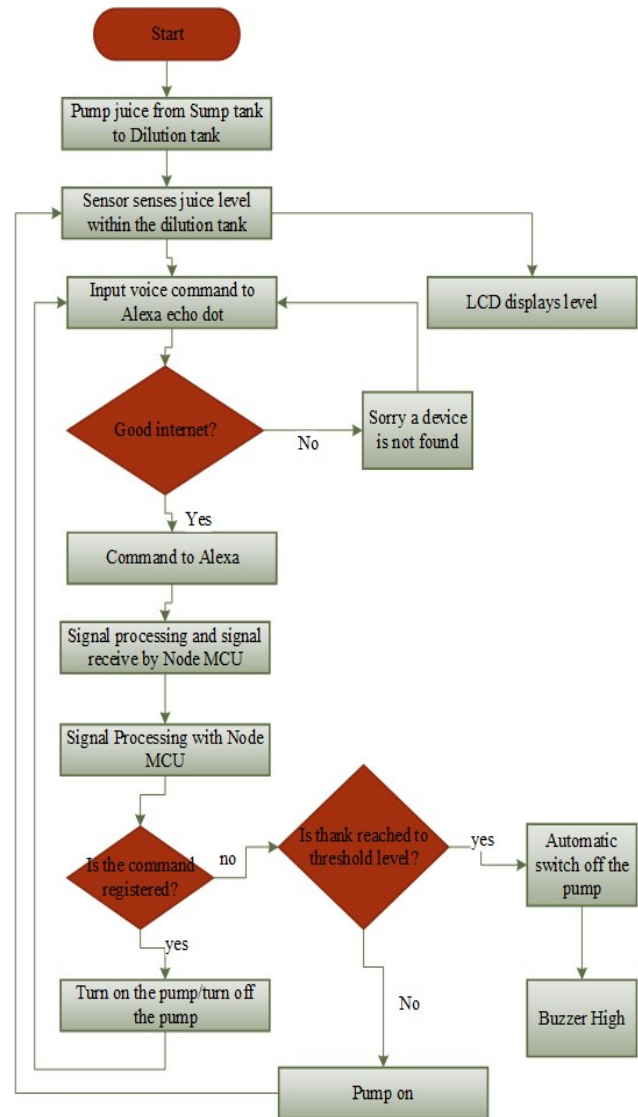 Start
Pump juice from Sump tank
to Dilution tank
Sensor senses juice level
within the dilution tank
Input voice command to
Alexa echo dot
LCD displays level
Good internet?
No
Sorry a device
is not found
Yes
Command to Alexa
Signal processing and signal
receive by Node MCU
Signal Processing with Node
MCU
Is the command
registered?
no
Is thank reached to
threshold level?
yes
Automatic
switch off the
pump
yes
Turn on the pump/turn off
the pump
No
Buzzer High
Pump on